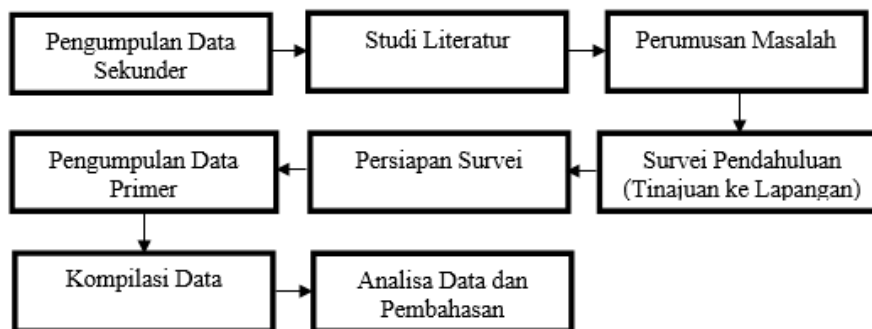 Pengumpulan Data
Sekunder
Studi Literatur
Perumusan Masalah
Survei Pendahuluan
(Tinajuan ke Lapangan)
Persiapan Survei
Pengumpulan Data
Primer
Kompilasi Data
Analisa Data dan
Pembahasan